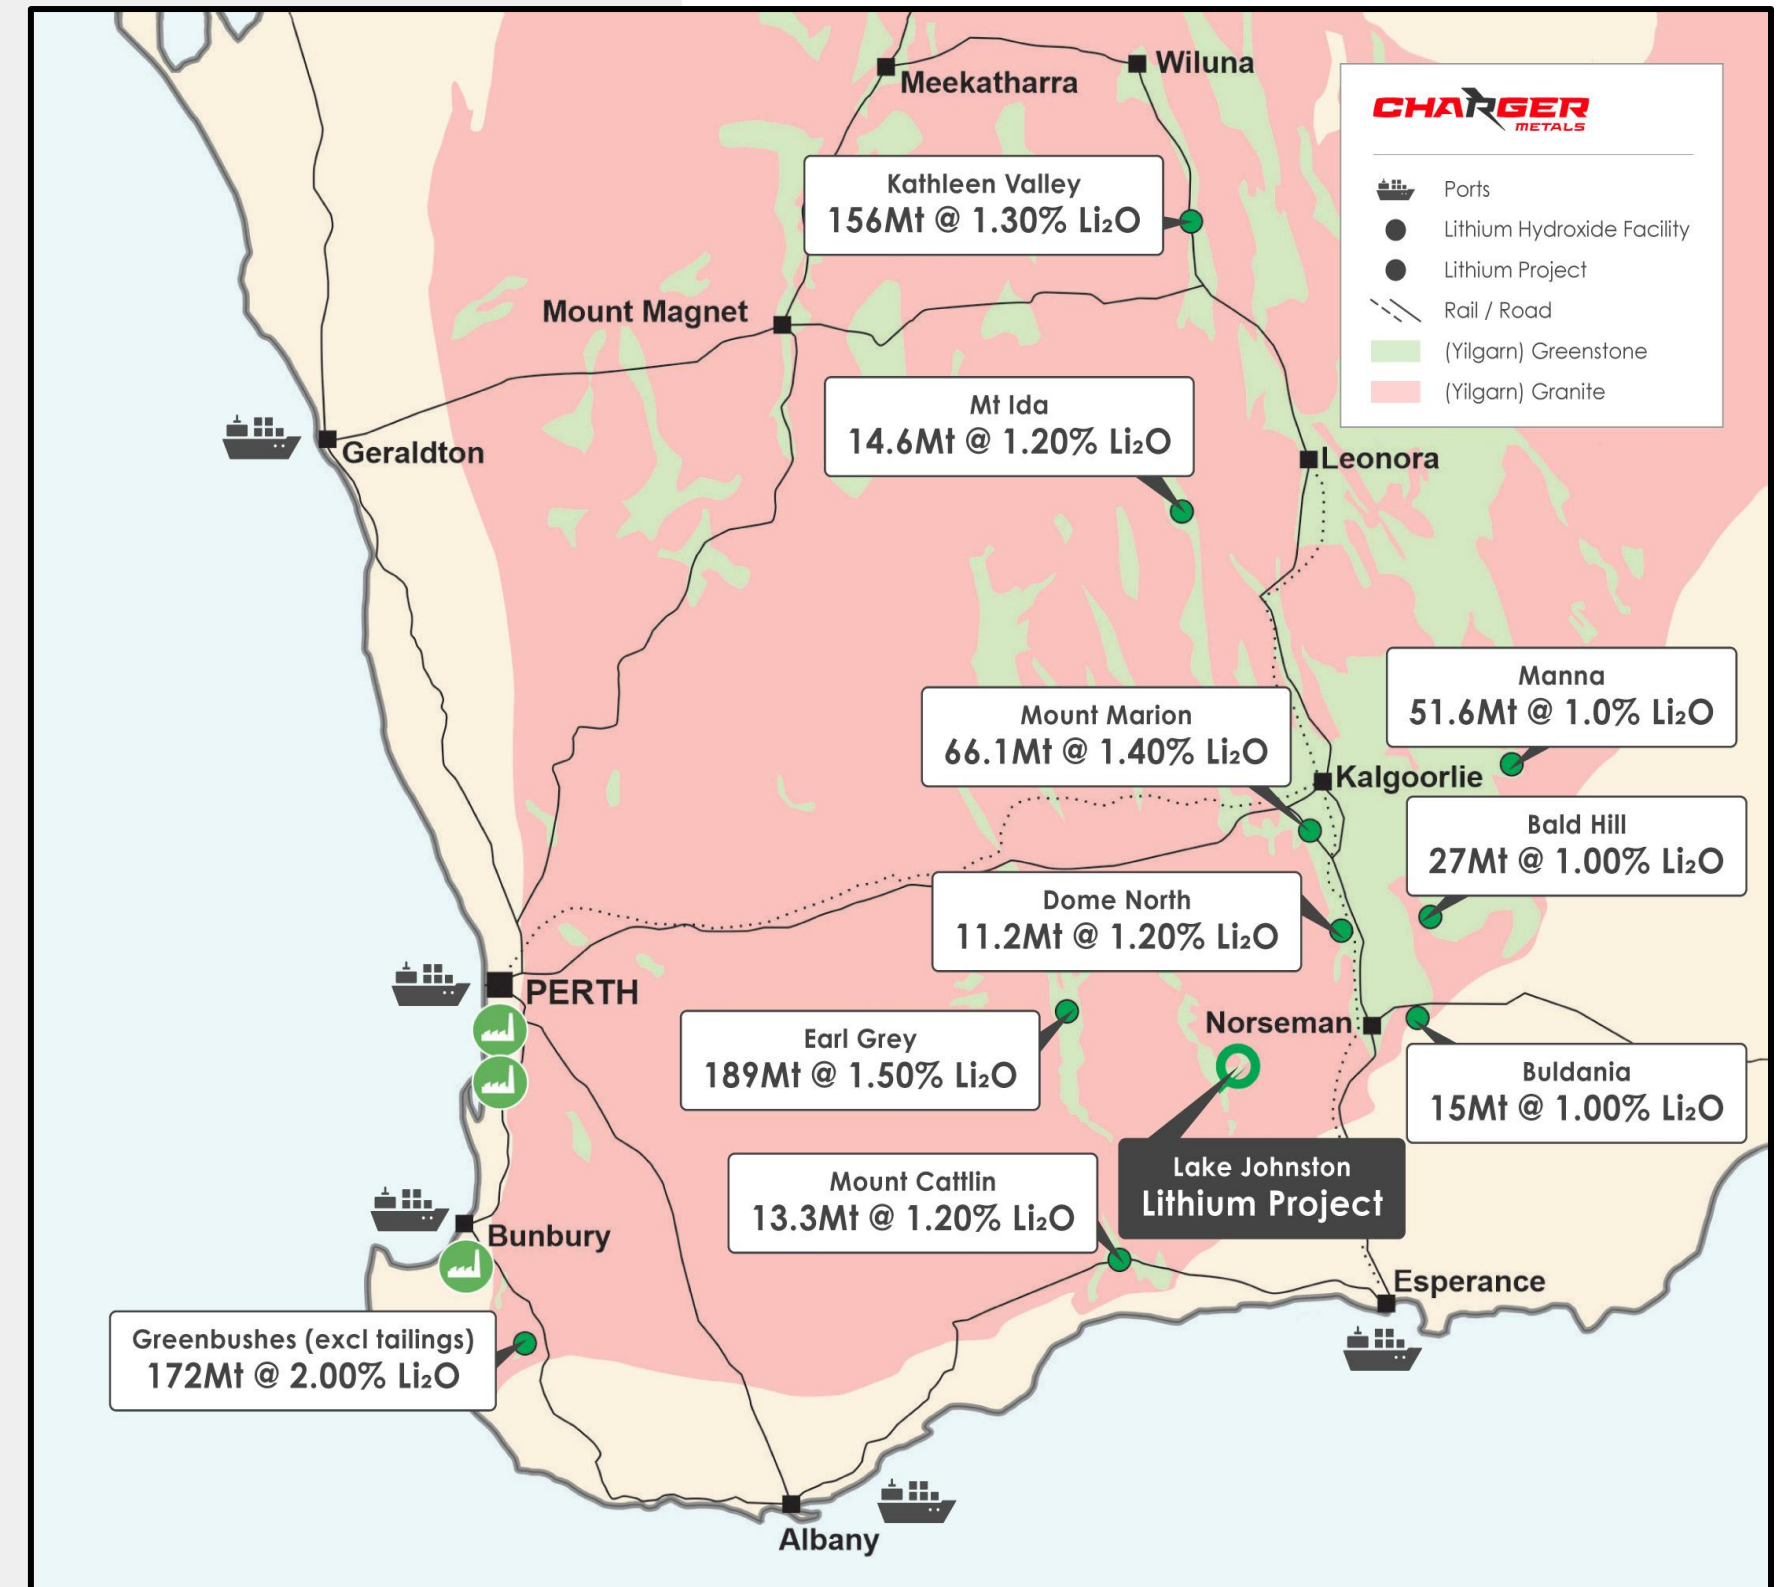 Meekatharra
Wiluna
CHARGER
METALS
Ports
Lithium Hydroxide Facility
Lithium Project
Rail / Road
(Yilgarn) Greenstone
(Yilgarn) Granite
Kathleen Valley
156Mt @ 1.30% Li₂O
Mount Magnet
Mt Ida
14.6Mt @ 1.20% Li₂O
Geraldton
Leonora
Manna
51.6Mt @ 1.0% Li₂O
Mount Marion
66.1Mt @ 1.40% Li₂O
Kalgoorlie
Bald Hill
27Mt @ 1.00% Li₂O
Dome North
11.2Mt @ 1.20% Li₂O
PERTH
Earl Grey
189Mt @ 1.50% Li₂O
Norseman
Buldania
15Mt @ 1.00% Li₂O
Lake Johnston
Lithium Project
Mount Cattlin
13.3Mt @ 1.20% Li₂O
Bunbury
Esperance
Greenbushes (excl tailings)
172Mt @ 2.00% Li₂O
Albany